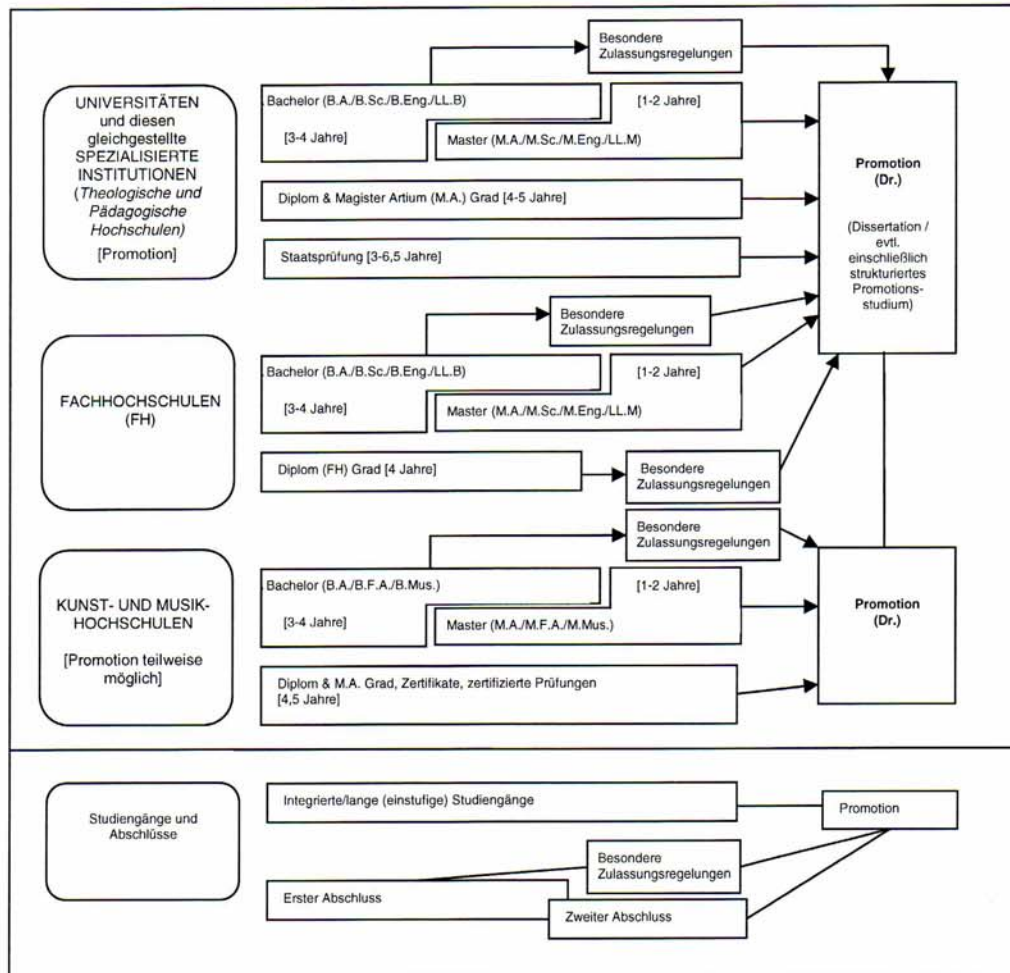 Besondere
Zulassungsregelungen
UNIVERSITÄTEN
und diesen
gleichgestellte
SPEZIALISIERTE
INSTITUTIONEN
(Theologische und
Pädagogische
Hochschulen)
[Promotion]
Bachelor (B.A./B.Sc./B.Eng./LL.B)
[3-4 Jahre]
[1-2 Jahre]
Master (M.A./M.Sc./M.Eng./LL.M)
Diplom & Magister Artium (M.A.) Grad [4-5 Jahre]
Staatsprüfung [3-6,5 Jahre]
Promotion
(Dr.)
(Dissertation /
evtl.
einschließlich
strukturiertes
Promotions-
studium)
Besondere
Zulassungsregelungen
FACHHOCHSCHULEN
(FH)
Bachelor (B.A./B.Sc./B.Eng./LL.B)
[3-4 Jahre]
[1-2 Jahre]
Master (M.A./M.Sc./M.Eng./LL.M)
Diplom (FH) Grad [4 Jahre]
Besondere
Zulassungsregelungen
Besondere
Zulassungsregelungen
KUNST- UND MUSIK-
HOCHSCHULEN
[Promotion teilweise
möglich]
Bachelor (B.A./B.F.A./B.Mus.)
[3-4 Jahre]
[1-2 Jahre]
Master (M.A./M.F.A./M.Mus.)
Diplom & M.A. Grad, Zertifikate, zertifizierte Prüfungen
[4,5 Jahre]
Promotion
(Dr.)
Studiengänge und
Abschlüsse
Integrierte/lange (einstufige) Studiengänge
Promotion
Besondere
Zulassungsregelungen
Erster Abschluss
Zweiter Abschluss